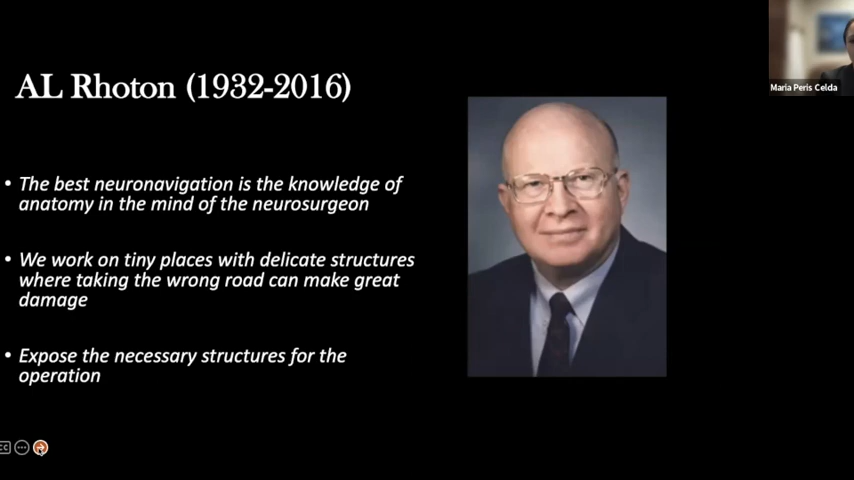 AL Rhoton (1932-2016)
Maria Peris Celda
• The best neuronavigation is the knowledge of
anatomy in the mind of the neurosurgeon
• We work on tiny places with delicate structures
where taking the wrong road can make great
damage
• Expose the necessary structures for the
operation
CC